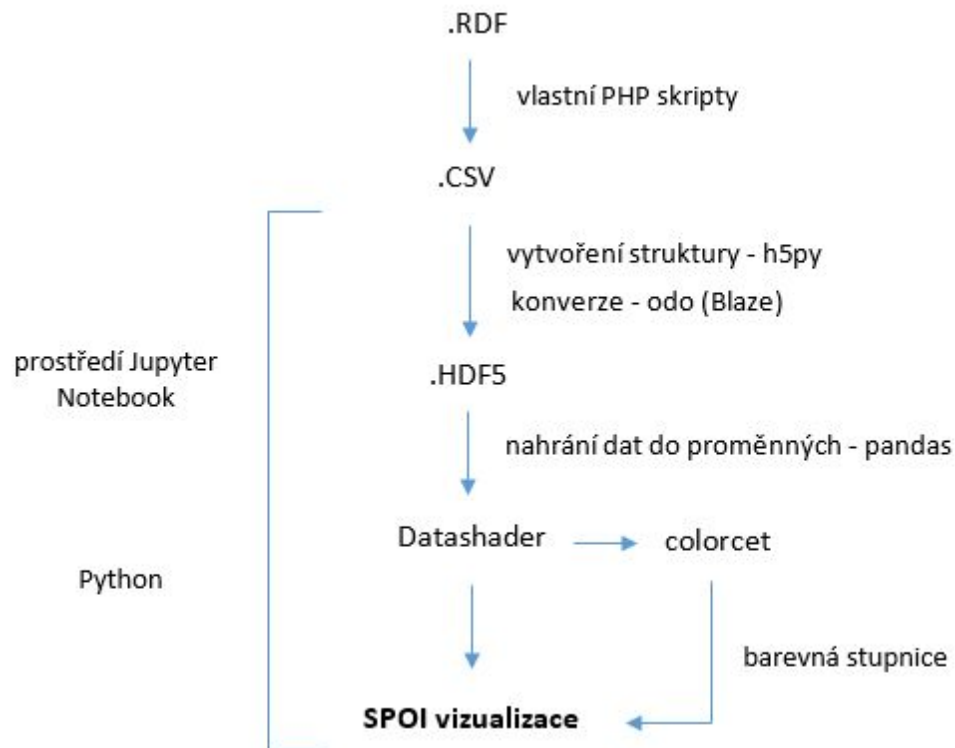 .RDF
vlastní PHP skripty
.CSV
vytvoření struktury - h5py
konverze - odo (Blaze)
prostředí Jupyter
Notebook
.HDF5
nahrání dat do proměnných - pandas
Datashader
colorcet
Python
barevná stupnice
SPOI vizualizace